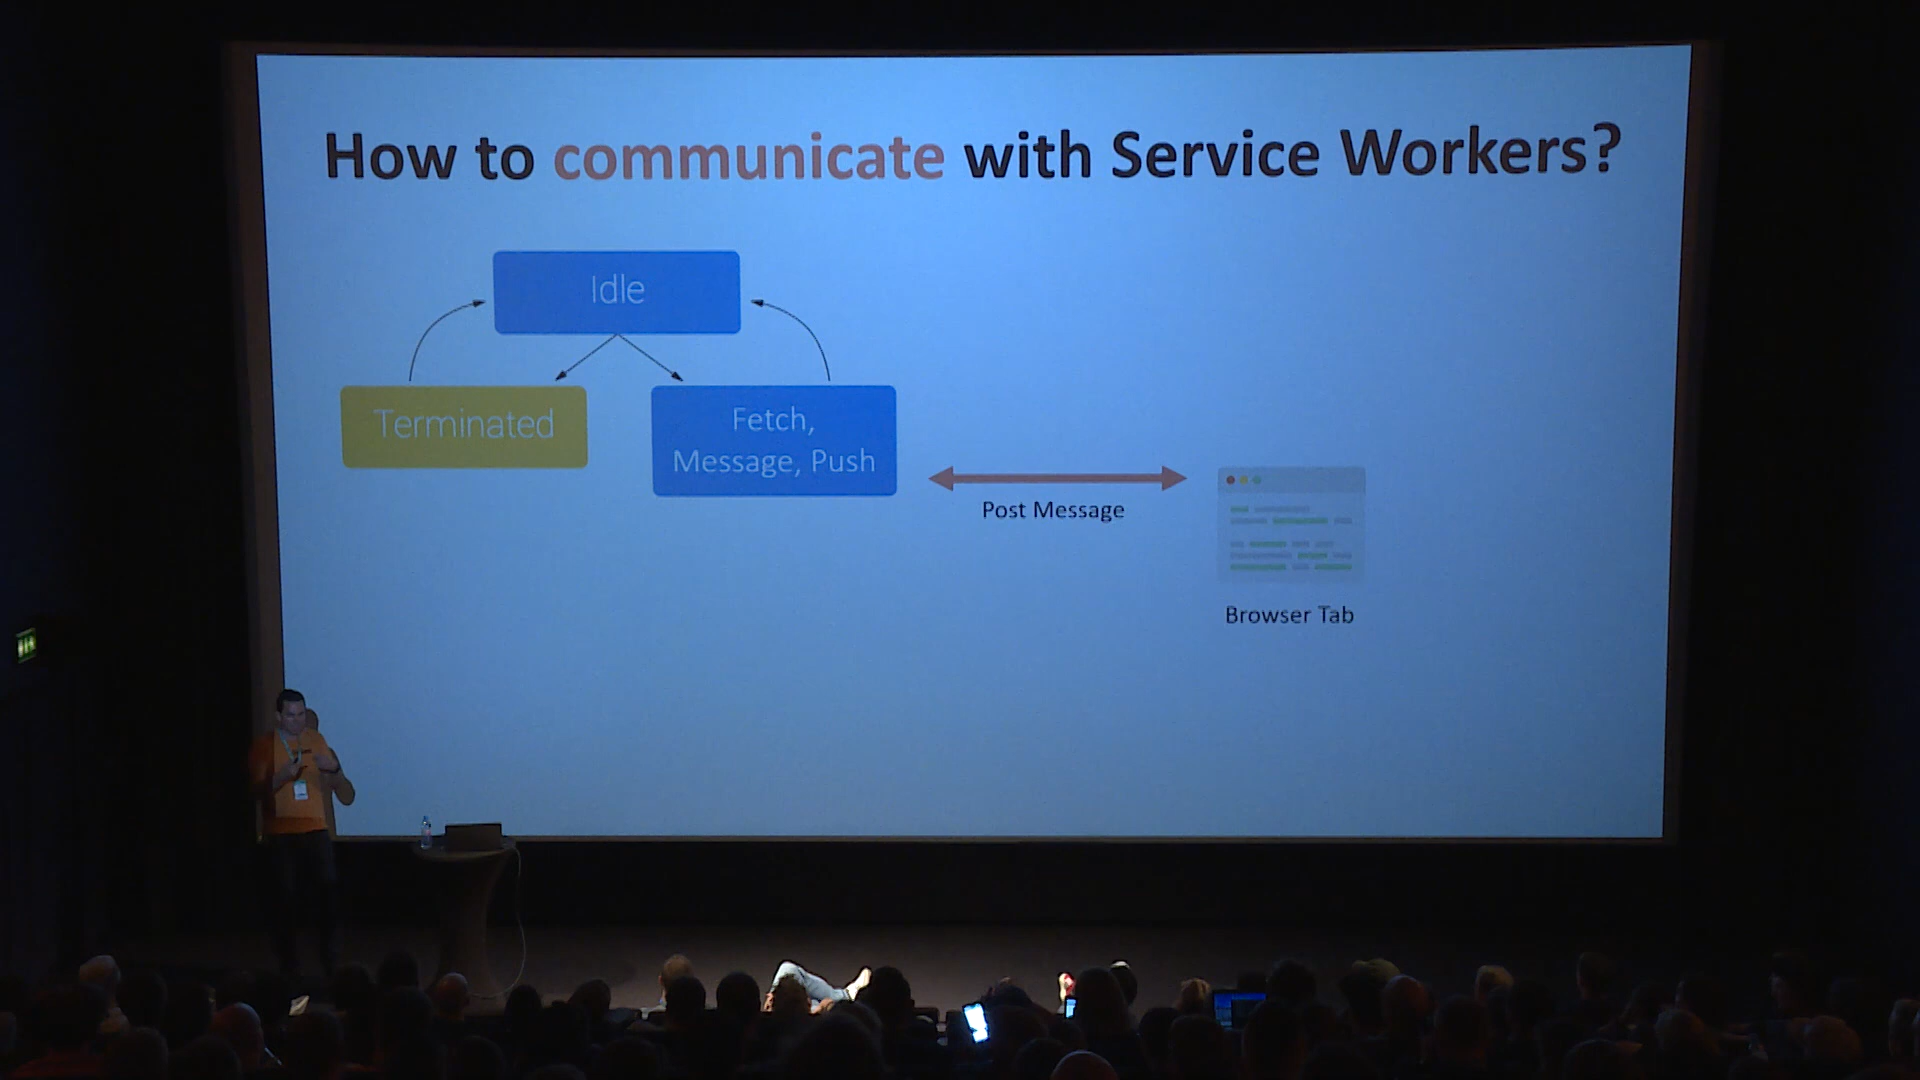 How to communicate with Service Workers?
Idle
Terminated
Fetch,
Message, Push
Post Message
Browser Tab